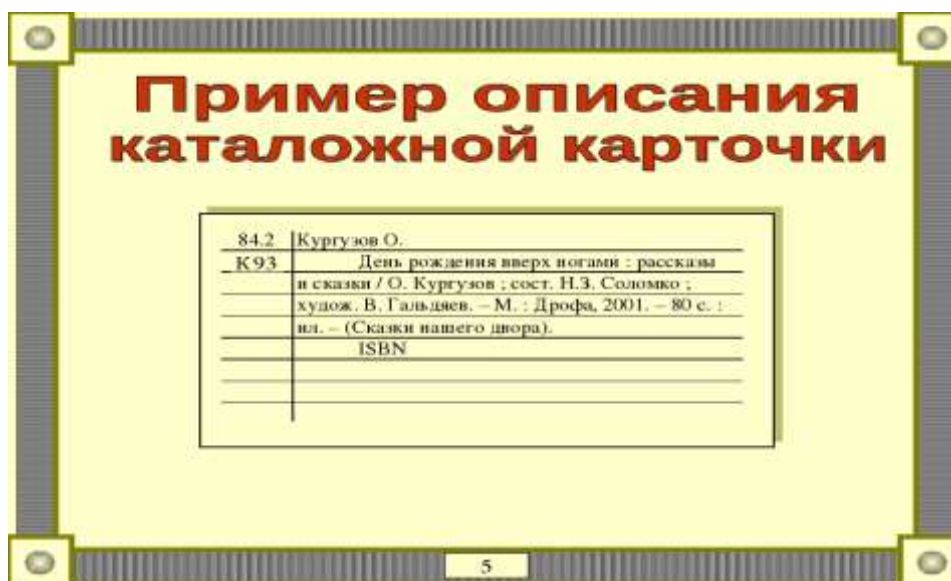 Пример описания
каталожной карточки
84.2 Кургузов О.
К93 День рождения вверх ногами : рассказы
и сказки / О. Кургузов ; сост. Н.З. Соломко ;
худож. В. Гальдяев. – М. : Дрофа, 2001. – 80 с. :
ил. – (Сказки нашего двора).
ISBN
5